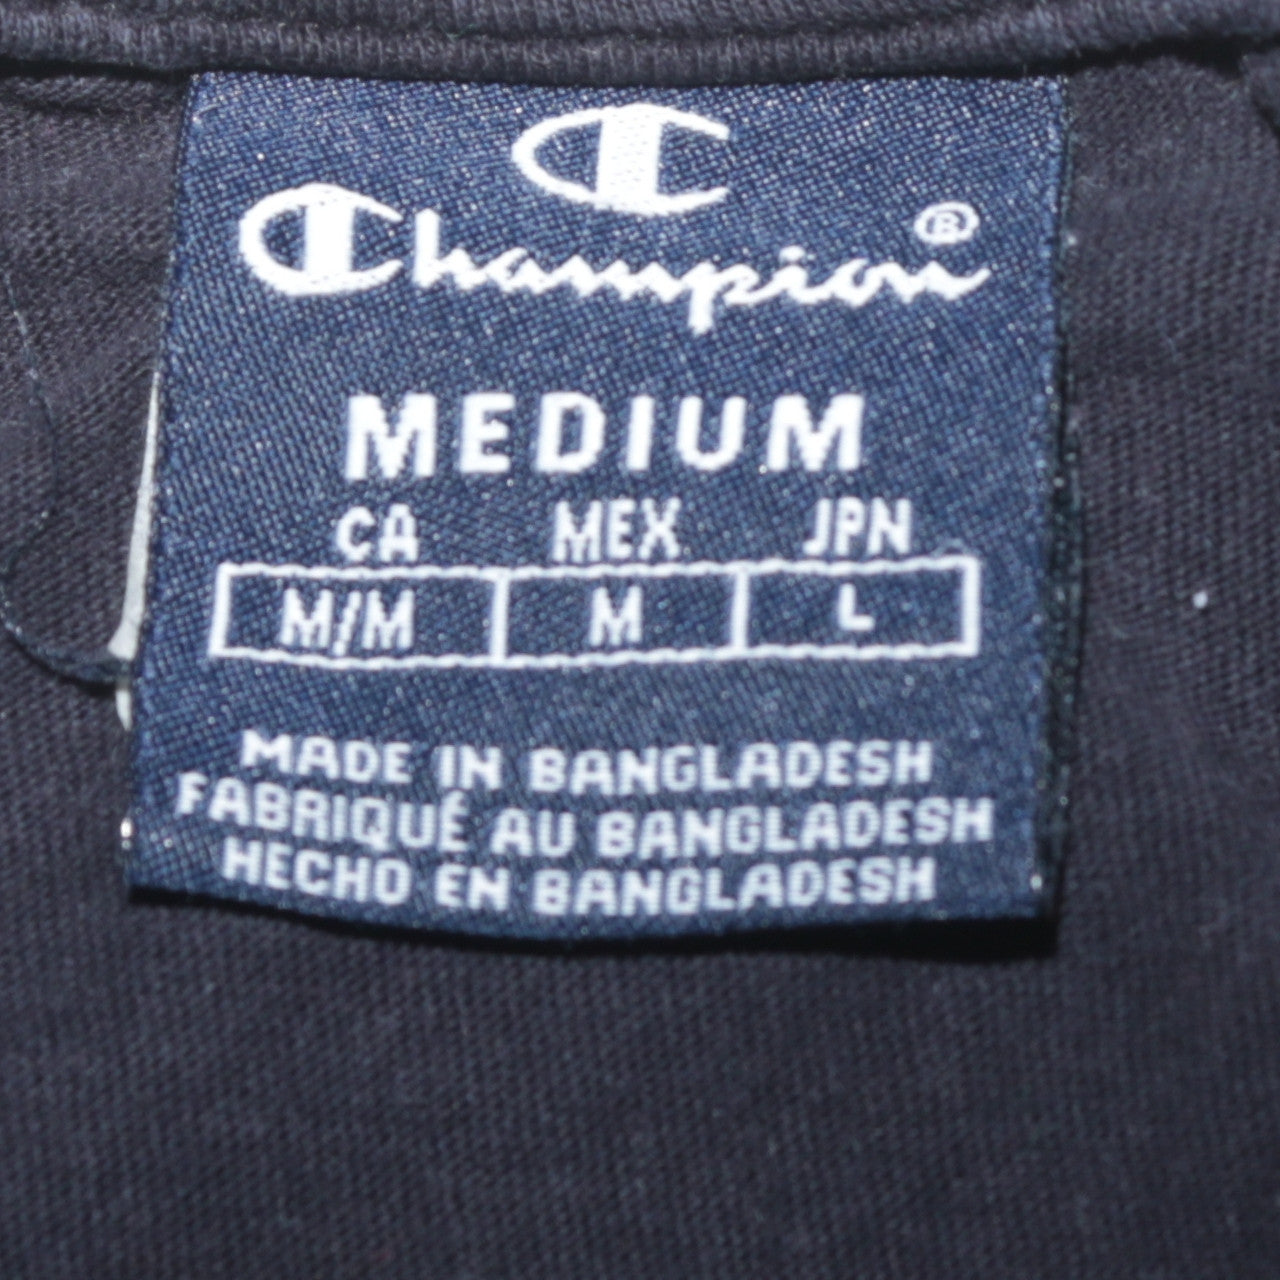 Champion®
MEDIUM
CA MEX JPN
M/M M L
MADE IN BANGLADESH
FABRIQUÉ AU BANGLADESH
HECHO EN BANGLADESH